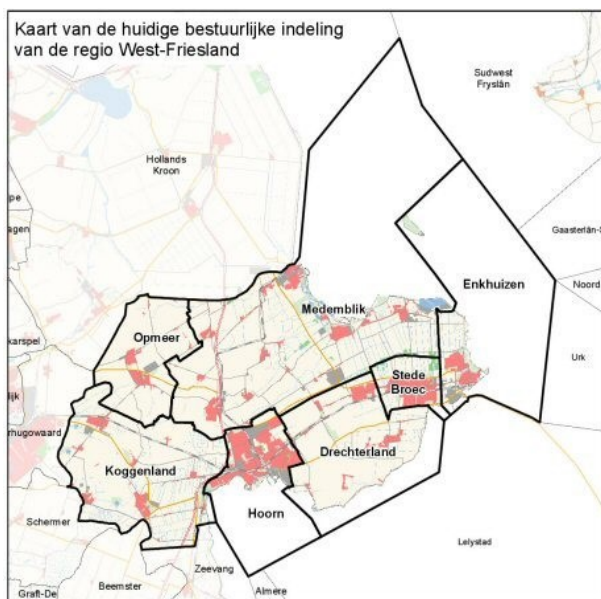 Kaart van de huidige bestuurlijke indeling
van de regio West-Friesland
Sudwest
Fryslân
Hollands
Kroon
Gaasterlân-S
Enkhuizen
Noord
Medemblik
Opmeer
karspel
Urk
Stede
Broec
Drechterland
Koggenland
Hoorn
Schermer
Lelystad
Zeevang
Beemster
Almere
Graft-De